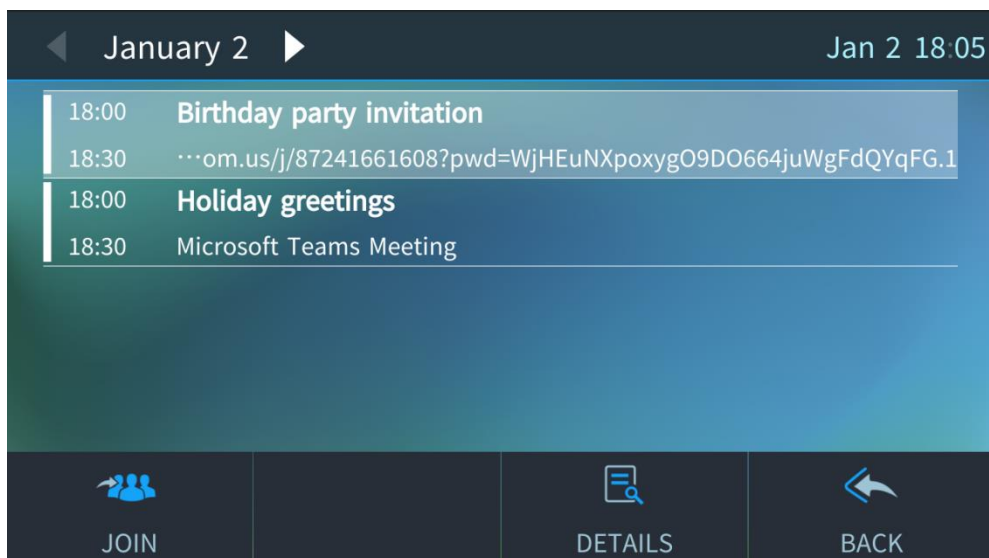 January 2
Jan 2 18:05
18:00 Birthday party invitation
18:30 ···om.us/j/87241661608?pwd=WjHEuNXpoxygO9DO664juWgFdQYqFG.1
18:00 Holiday greetings
18:30 Microsoft Teams Meeting
JOIN DETAILS BACK